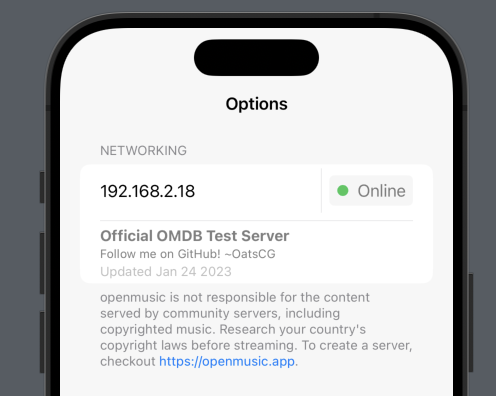 Options
NETWORKING
192.168.2.18
Online
Official OMDB Test Server
Follow me on GitHub! ~OatsCG
Updated Jan 24 2023
openmusic is not responsible for the content
served by community servers, including
copyrighted music. Research your country's
copyright laws before streaming. To create a server,
checkout https://openmusic.app.